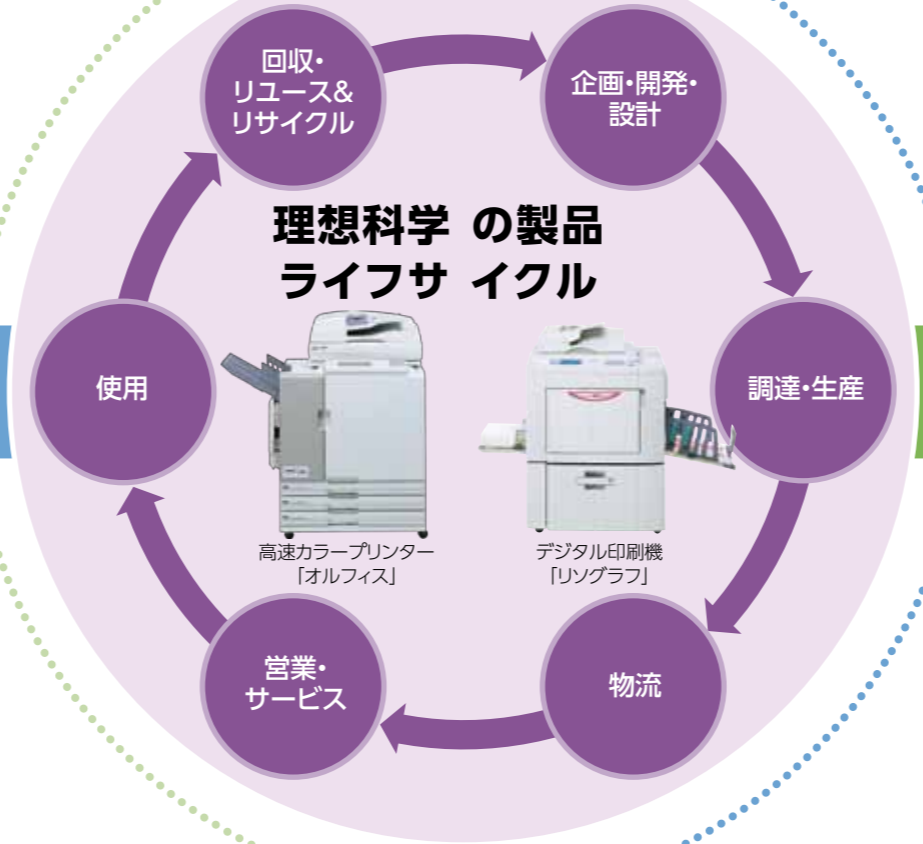 回収・
リユース&
リサイクル
企画・開発・
設計
理想科学 の製品
ライフサ イクル
使用
調達・生産
高速カラープリンター
「オルフィス」
デジタル印刷機
「リソグラフ」
営業・
サービス
物流